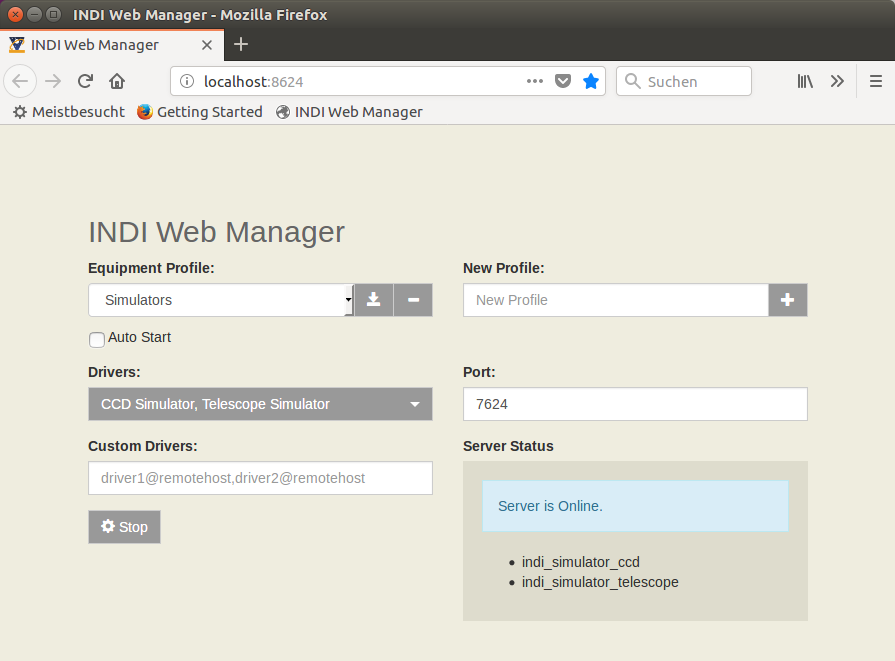 INDI Web Manager - Mozilla Firefox
INDI Web Manager
localhost:8624
Suchen
Meistbesucht Getting Started INDI Web Manager
INDI Web Manager
Equipment Profile:
Simulators
Auto Start
New Profile:
New Profile
Drivers:
CCD Simulator, Telescope Simulator
Port:
7624
Custom Drivers:
driver1@remotehost,driver2@remotehost
Stop
Server Status
Server is Online.
indi_simulator_ccd
indi_simulator_telescope